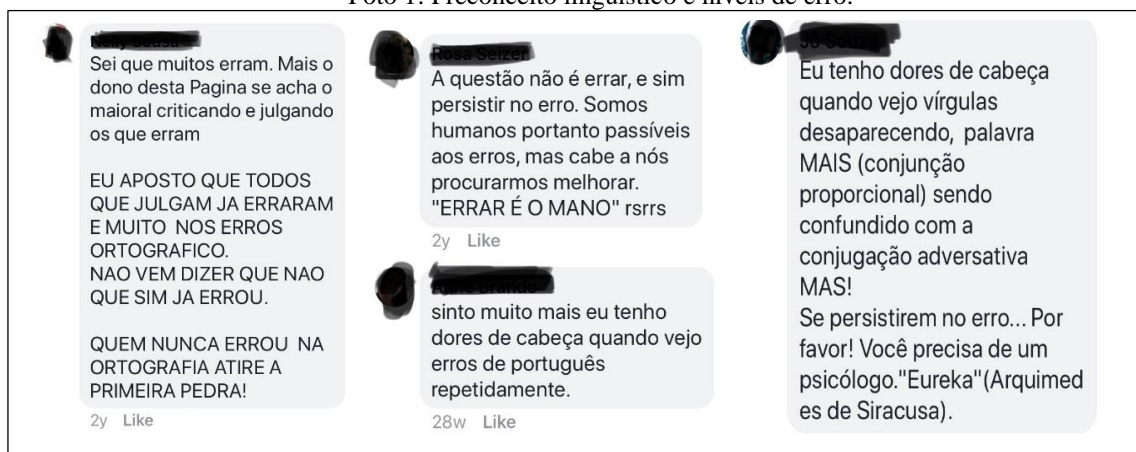 Foto 1: Preconceito linguístico e níveis de erro.
Sei que muitos erram. Mais o
dono desta Pagina se acha o
maioral criticando e julgando
os que erram
EU APOSTO QUE TODOS
QUE JULGAM JA ERRARAM
E MUITO NOS ERROS
ORTOGRAFICO.
NAO VEM DIZER QUE NAO
QUE SIM JA ERROU.
QUEM NUNCA ERROU NA
ORTOGRAFIA ATIRE A
PRIMEIRA PEDRA!
2y Like
A questão não é errar, e sim
persistir no erro. Somos
humanos portanto passíveis
aos erros, mas cabe a nós
procurarmos melhorar.
"ERRAR É O MANO" rsrrs
2y Like
sinto muito mais eu tenho
dores de cabeça quando vejo
erros de português
repetidamente.
28w Like
Eu tenho dores de cabeça
quando vejo vírgulas
desaparecendo, palavra
MAIS (conjunção
proporcional) sendo
confundido com a
conjugação adversativa
MAS!
Se persistirem no erro... Por
favor! Você precisa de um
psicólogo."Eureka"(Arquimed
es de Siracusa).